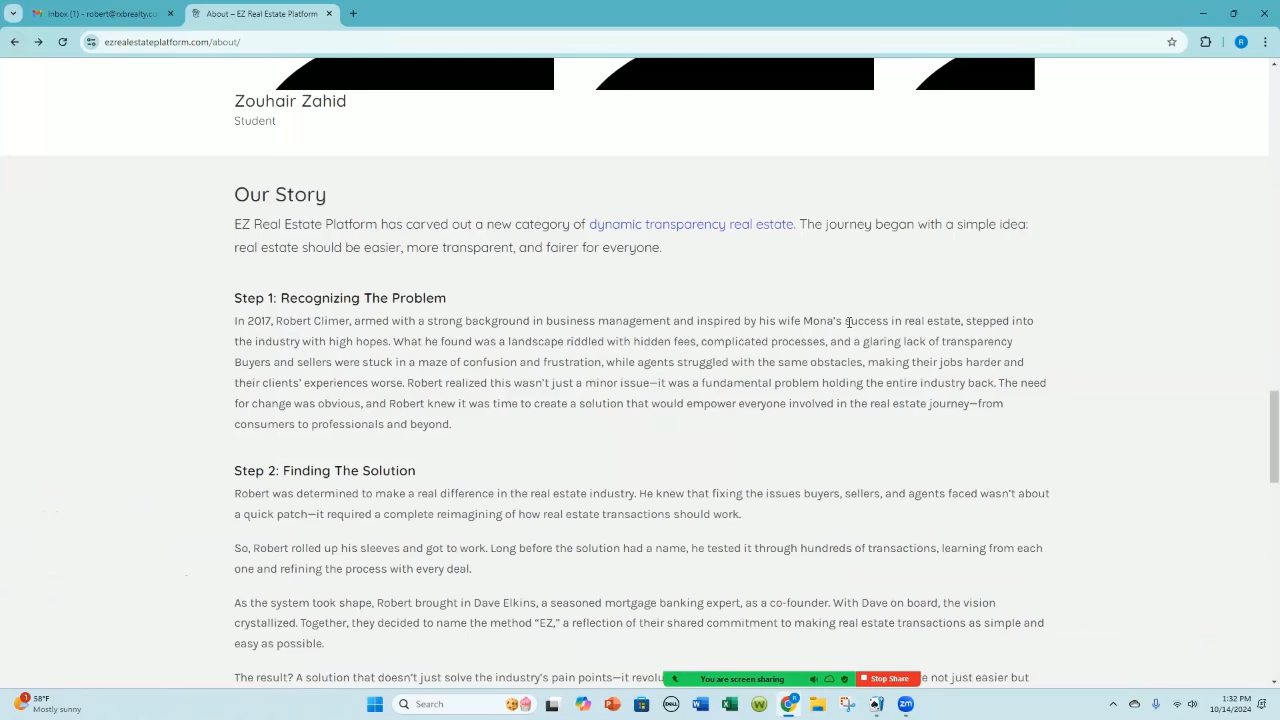 Inbox (1) - robert@rxbrealty.co
About – EZ Real Estate Platform
ezrealestateplatform.com/about/
R
Zouhair Zahid
Student
Our Story
EZ Real Estate Platform has carved out a new category of dynamic transparency real estate. The journey began with a simple idea:
real estate should be easier, more transparent, and fairer for everyone.
Step 1: Recognizing The Problem
In 2017, Robert Climer, armed with a strong background in business management and inspired by his wife Mona's success in real estate, stepped into
the industry with high hopes. What he found was a landscape riddled with hidden fees, complicated processes, and a glaring lack of transparency
Buyers and sellers were stuck in a maze of confusion and frustration, while agents struggled with the same obstacles, making their jobs harder and
their clients' experiences worse. Robert realized this wasn't just a minor issue—it was a fundamental problem holding the entire industry back. The need
for change was obvious, and Robert knew it was time to create a solution that would empower everyone involved in the real estate journey—from
consumers to professionals and beyond.
Step 2: Finding The Solution
Robert was determined to make a real difference in the real estate industry. He knew that fixing the issues buyers, sellers, and agents faced wasn't about
a quick patch—it required a complete reimagining of how real estate transactions should work.
So, Robert rolled up his sleeves and got to work. Long before the solution had a name, he tested it through hundreds of transactions, learning from each
one and refining the process with every deal.
As the system took shape, Robert brought in Dave Elkins, a seasoned mortgage banking expert, as a co-founder. With Dave on board, the vision
crystallized. Together, they decided to name the method “EZ,” a reflection of their shared commitment to making real estate transactions as simple and
easy as possible.
The result? A solution that doesn't just solve the industry's pain points—it revolu
e not just easier but
You are screen sharing
Stop Share
1
58°F
Mostly sunny
Search
DELL
zm
1:32 PM
10/14/2024